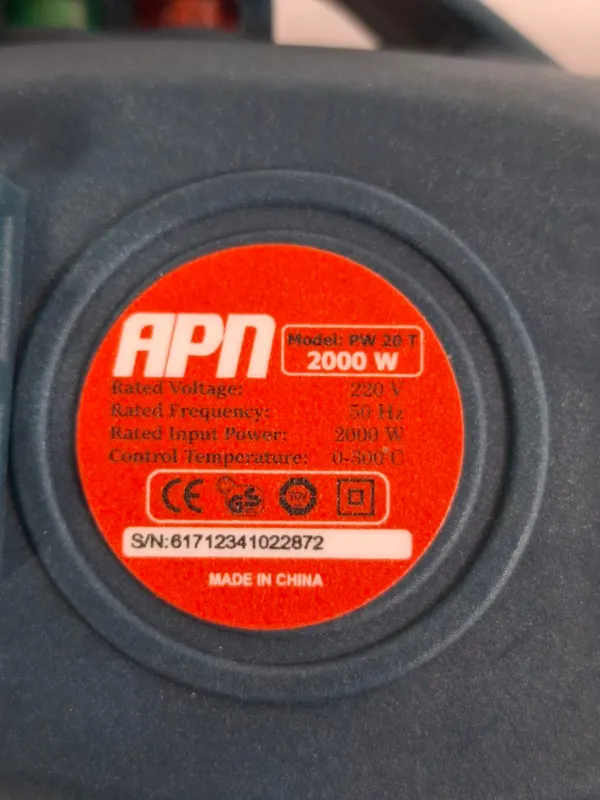 APN
Model: PW 20 T
2000 W
Rated Voltage: 220 V
Rated Frequency: 50 Hz
Rated Input Power: 2000 W
Control Temperature: 0-300°C
CE GS TÜV
S/N:61712341022872
MADE IN CHINA